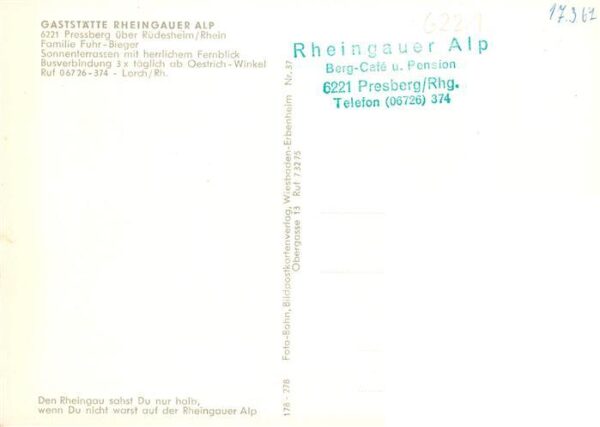 GASTSTÄTTE RHEINGAUER ALP
6221 Pressberg über Rüdesheim/Rhein
Familie Fuhr-Bieger
Sonnenterrassen mit herrlichem Fernblick
Busverbindung 3 x täglich ab Oestrich-Winkel
Ruf 06726-374 - Lorch/Rh.
Den Rheingau sahst Du nur halb,
wenn Du nicht warst auf der Rheingauer Alp
178 - 278 Foto-Bahn, Bildpostkartenverlag, Wiesbaden-Erbenheim Nr. 37
Obergasse 13 Ruf 73275
6221
Rheingauer Alp
Berg-Café u. Pension
6221 Presberg/Rhg.
Telefon (06726) 374